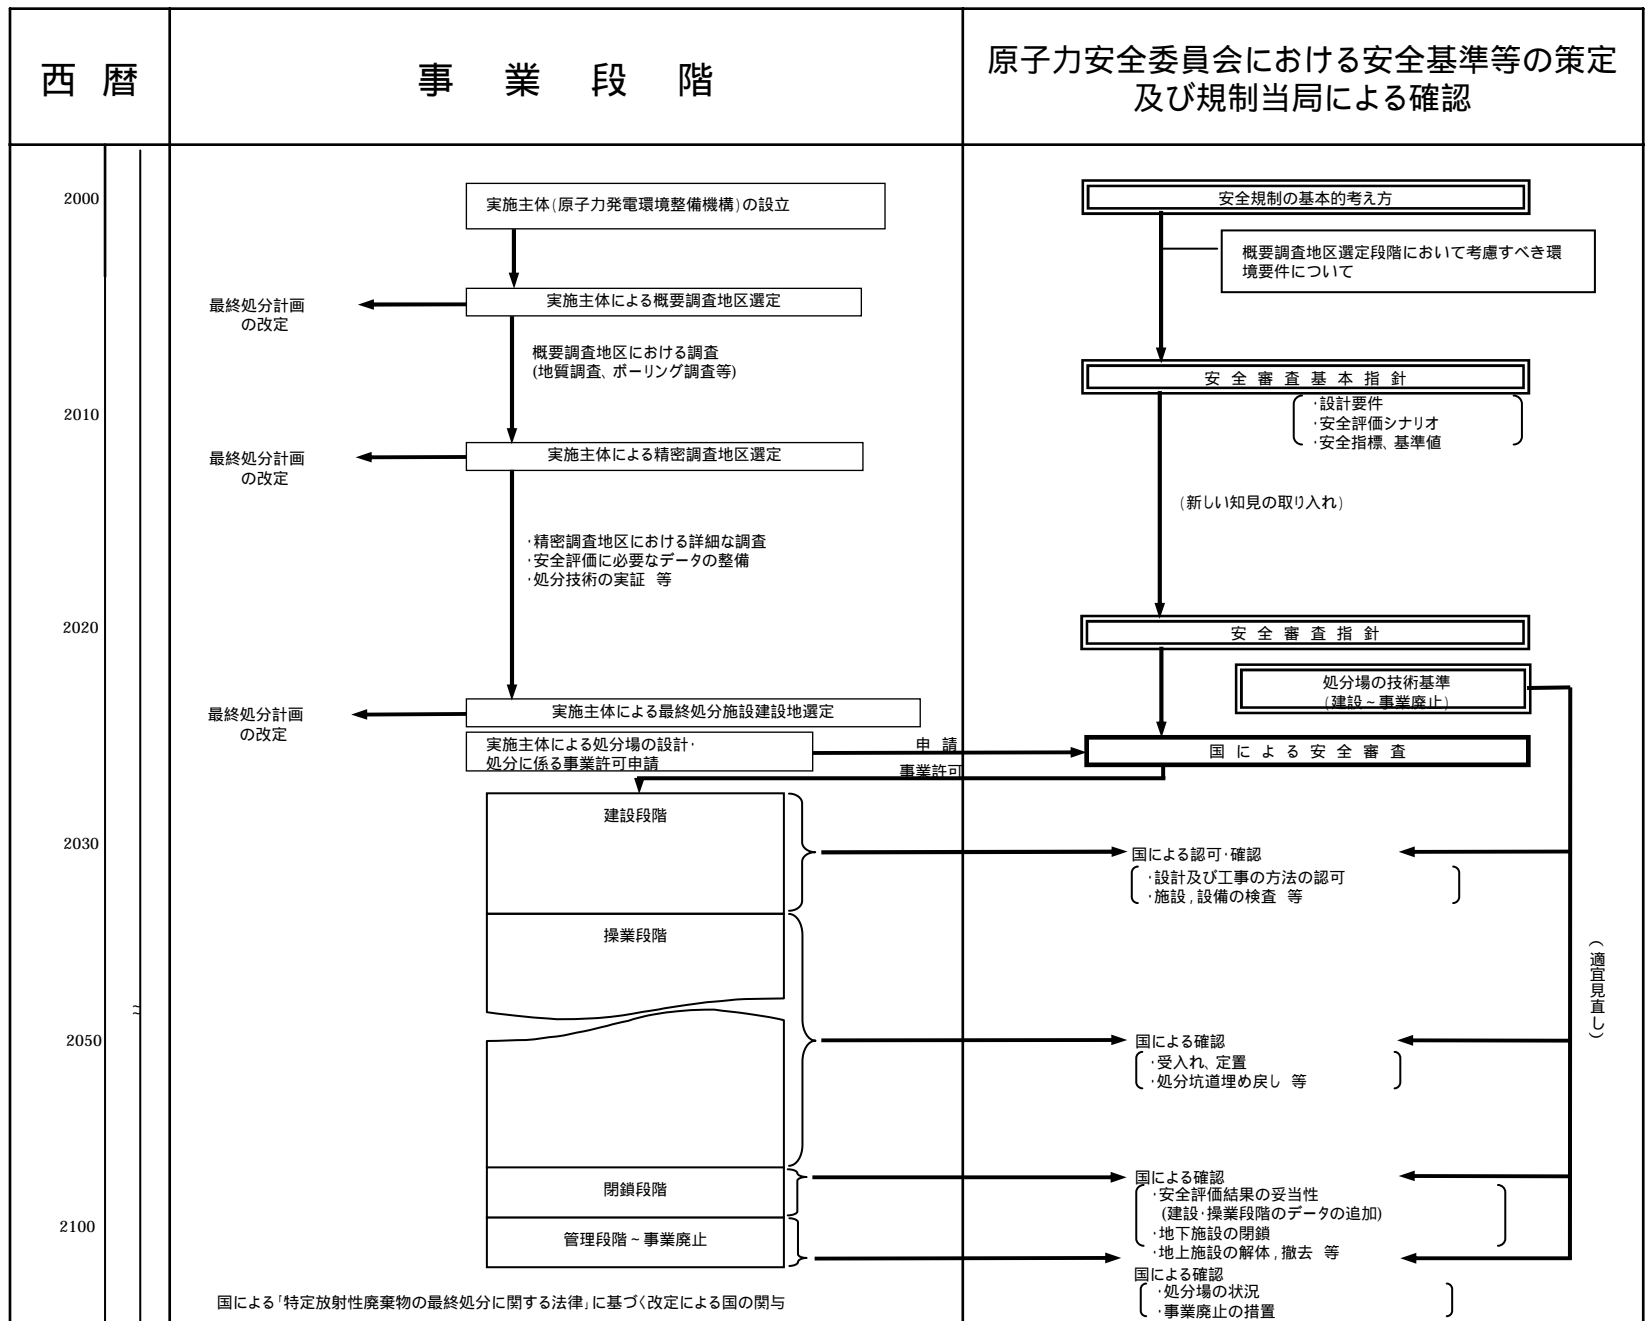 西 暦
事 業 段 階
原子力安全委員会における安全基準等の策定
及び規制当局による確認
2000
実施主体(原子力発電環境整備機構)の設立
安全規制の基本的考え方
概要調査地区選定段階において考慮すべき環
境要件について
実施主体による概要調査地区選定
最終処分計画
の改定
概要調査地区における調査
(地質調査、ボーリング調査等)
安 全 審 査 基 本 指 針
・設計要件
・安全評価シナリオ
・安全指標、基準値
2010
実施主体による精密調査地区選定
最終処分計画
の改定
(新しい知見の取り入れ)
・精密調査地区における詳細な調査
・安全評価に必要なデータの整備
・処分技術の実証 等
2020
安 全 審 査 指 針
処分場の技術基準
(建設~事業廃止)
実施主体による最終処分施設建設地選定
最終処分計画
の改定
実施主体による処分場の設計・
処分に係る事業許可申請
申 請
国 に よ る 安 全 審 査
事業許可
建設段階
2030
国による認可・確認
・設計及び工事の方法の認可
・施設,設備の検査 等
操業段階
(適宜見直し)
2050
国による確認
・受入れ、定置
・処分坑道埋め戻し 等
閉鎖段階
国による確認
・安全評価結果の妥当性
(建設・操業段階のデータの追加)
・地下施設の閉鎖
・地上施設の解体,撤去 等
2100
管理段階~事業廃止
国による確認
・処分場の状況
・事業廃止の措置
国による「特定放射性廃棄物の最終処分に関する法律」に基づく改定による国の関与